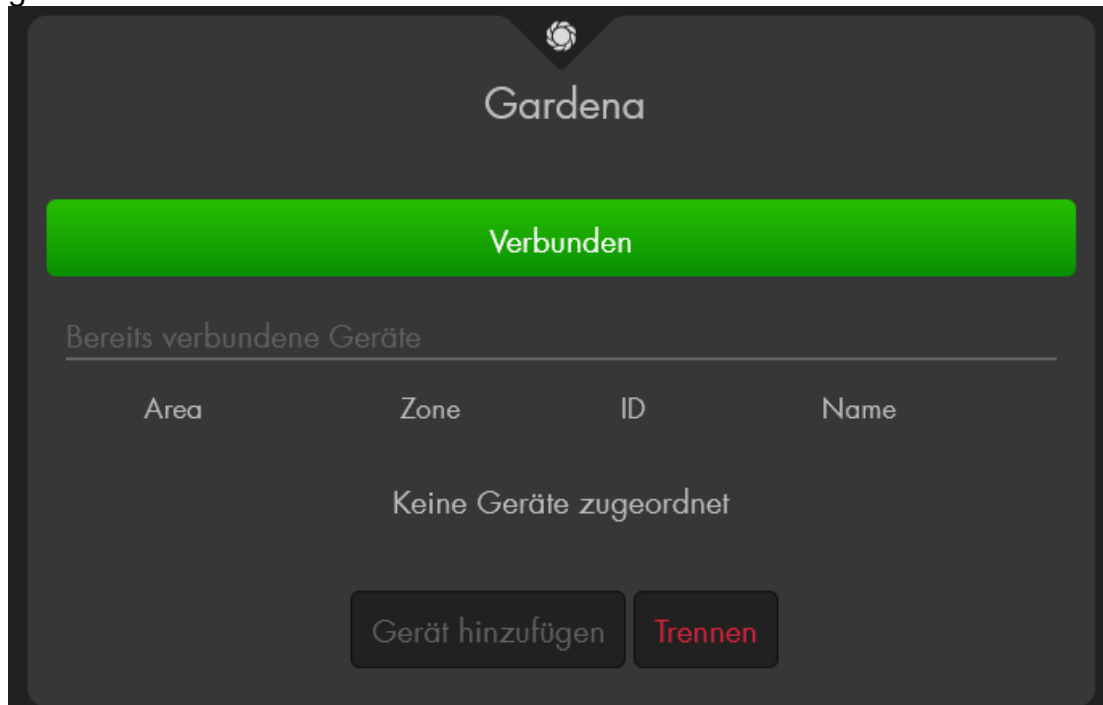 Gardena
Verbunden
Bereits verbundene Geräte
Area Zone ID Name
Keine Geräte zugeordnet
Gerät hinzufügen Trennen